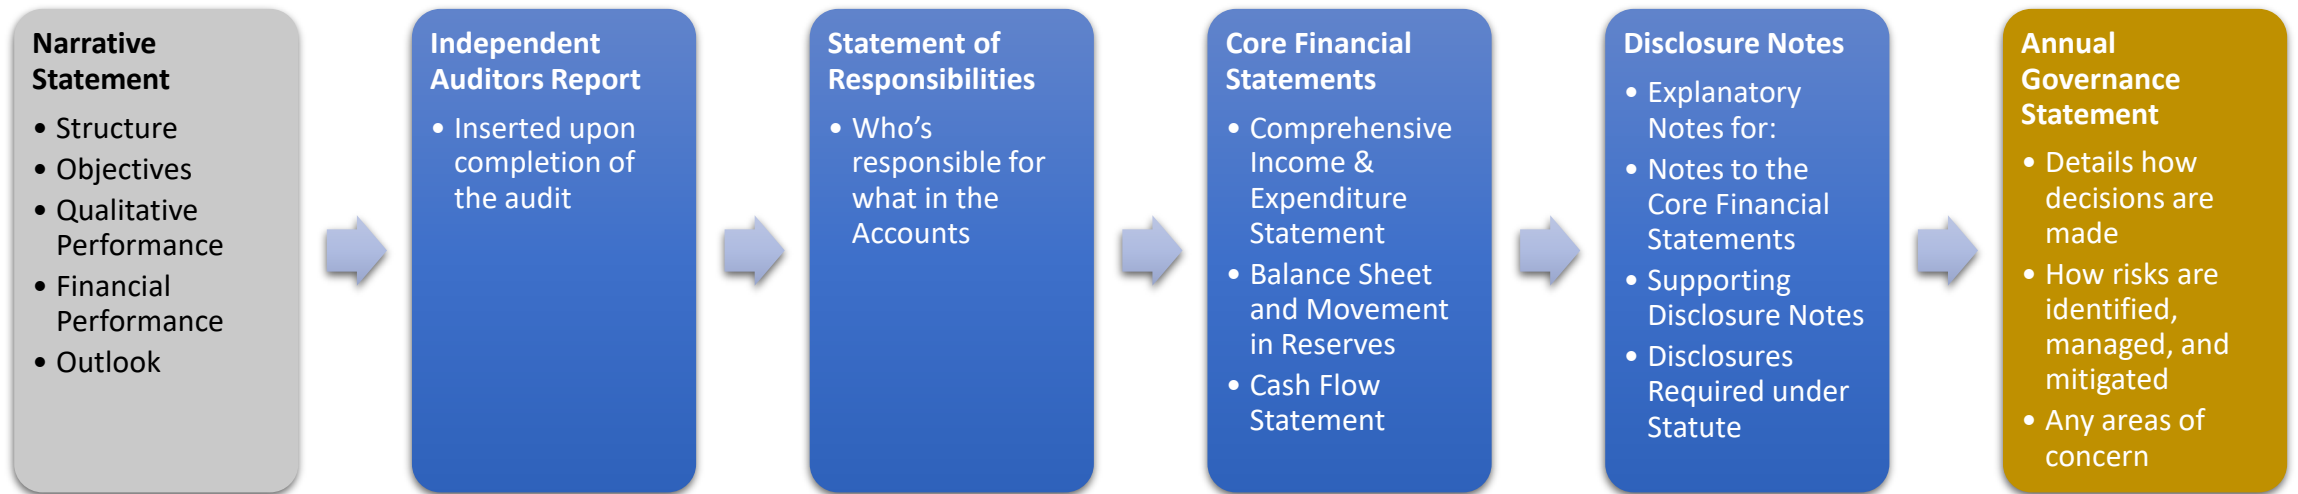 Narrative
Statement
• Structure
• Objectives
• Qualitative
Performance
• Financial
Performance
• Outlook
Independent
Auditors Report
• Inserted upon
completion of
the audit
Statement of
Responsibilities
• Who's
responsible for
what in the
Accounts
Core Financial
Statements
• Comprehensive
Income &
Expenditure
Statement
• Balance Sheet
and Movement
in Reserves
• Cash Flow
Statement
Disclosure Notes
• Explanatory
Notes for:
• Notes to the
Core Financial
Statements
• Supporting
Disclosure Notes
• Disclosures
Required under
Statute
Annual
Governance
Statement
• Details how
decisions are
made
• How risks are
identified,
managed, and
mitigated
• Any areas of
concern